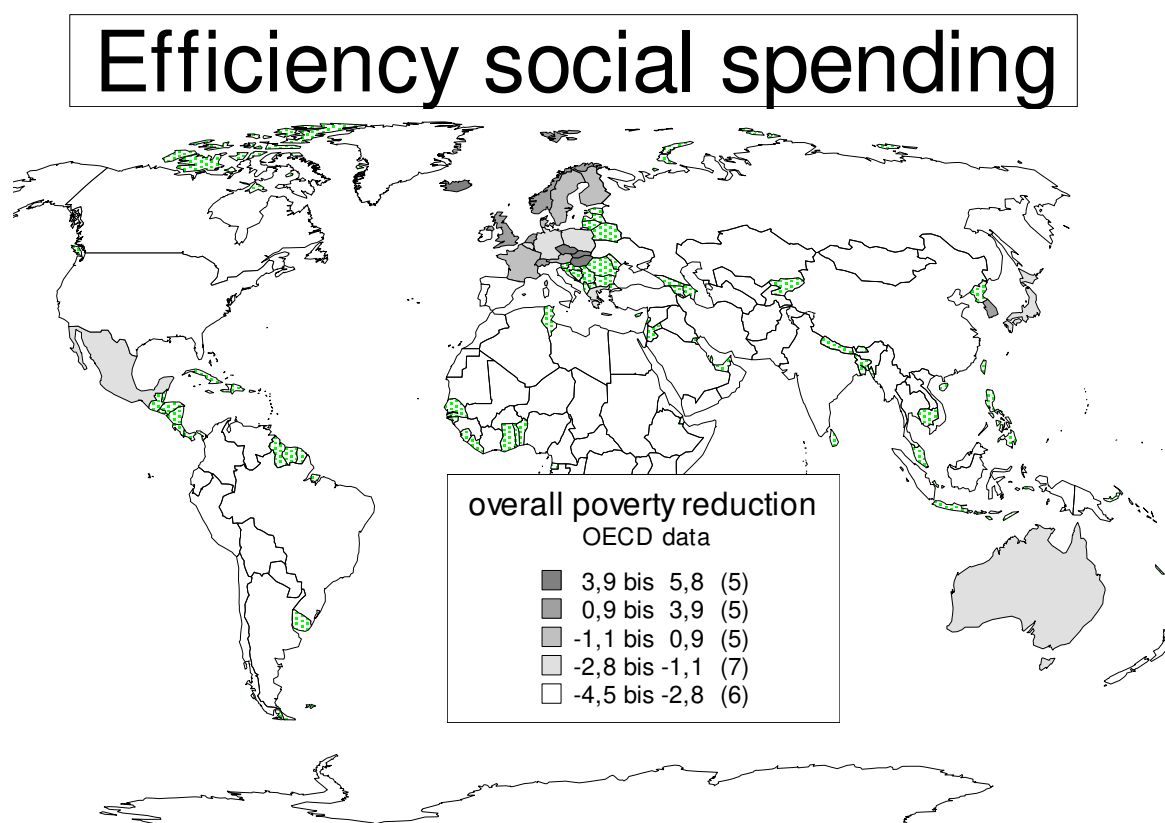 Efficiency social spending
overall poverty reduction
OECD data
3,9 bis 5,8 (5)
0,9 bis 3,9 (5)
-1,1 bis 0,9 (5)
-2,8 bis -1,1 (7)
-4,5 bis -2,8 (6)